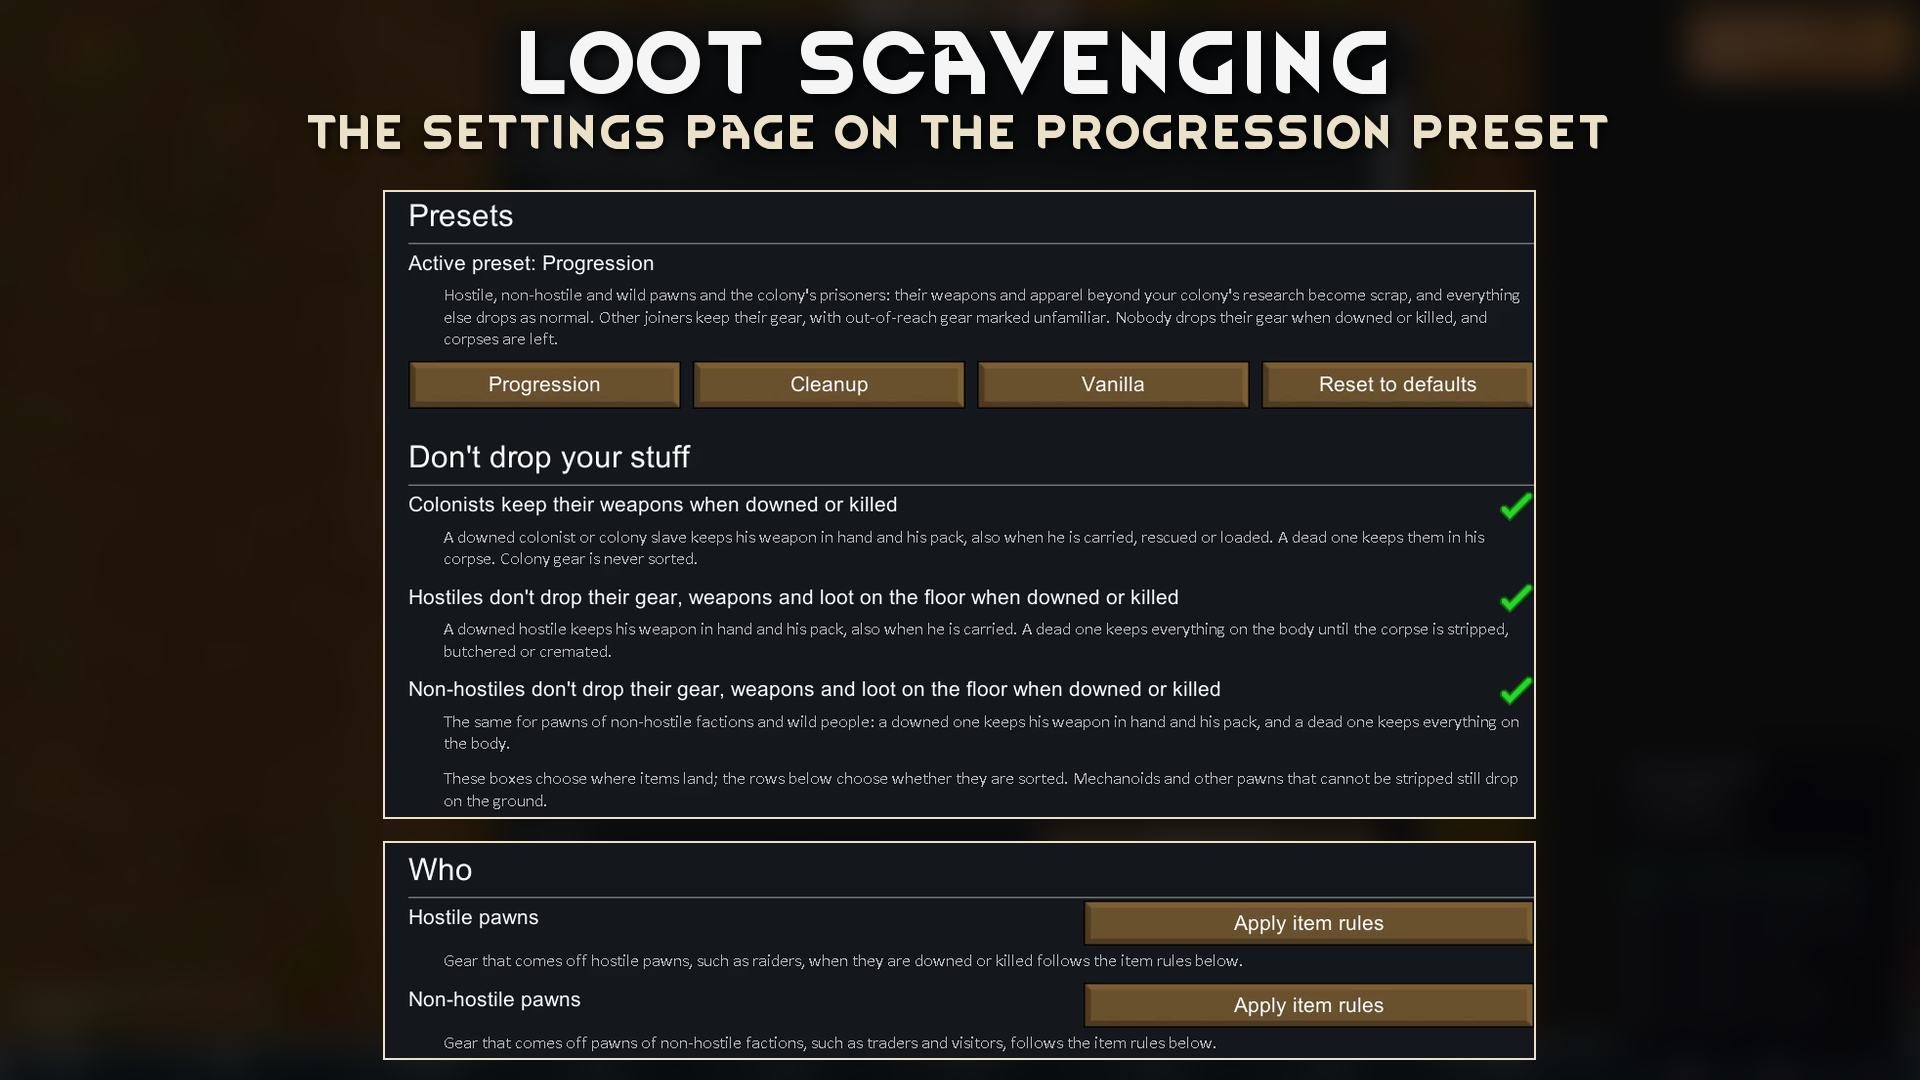 LOOT SCAVENGING
THE SETTINGS PAGE ON THE PROGRESSION PRESET
Presets
Active preset: Progression
Hostile, non-hostile and wild pawns and the colony's prisoners: their weapons and apparel beyond your colony's research become scrap, and everything
else drops as normal. Other joiners keep their gear, with out-of-reach gear marked unfamiliar. Nobody drops their gear when downed or killed, and
corpses are left.
Progression
Cleanup
Vanilla
Reset to defaults
Don't drop your stuff
Colonists keep their weapons when downed or killed
A downed colonist or colony slave keeps his weapon in hand and his pack, also when he is carried, rescued or loaded. A dead one keeps them in his
corpse. Colony gear is never sorted.
Hostiles don't drop their gear, weapons and loot on the floor when downed or killed
A downed hostile keeps his weapon in hand and his pack, also when he is carried. A dead one keeps everything on the body until the corpse is stripped,
butchered or cremated.
Non-hostiles don't drop their gear, weapons and loot on the floor when downed or killed
The same for pawns of non-hostile factions and wild people: a downed one keeps his weapon in hand and his pack, and a dead one keeps everything on
the body.
These boxes choose where items land; the rows below choose whether they are sorted. Mechanoids and other pawns that cannot be stripped still drop
on the ground.
Who
Hostile pawns
Apply item rules
Gear that comes off hostile pawns, such as raiders, when they are downed or killed follows the item rules below.
Non-hostile pawns
Apply item rules
Gear that comes off pawns of non-hostile factions, such as traders and visitors, follows the item rules below.